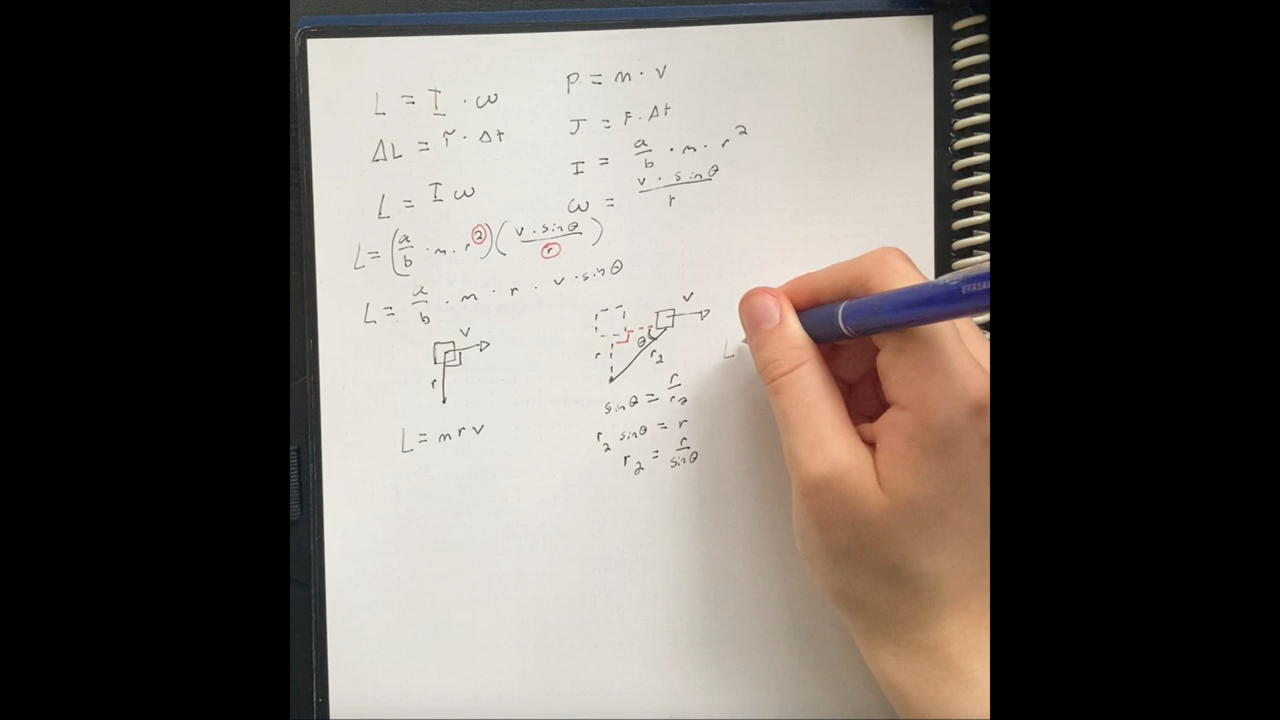 L = I · ω
ΔL = τ · Δt
L = I ω
P = m · v
J = F · Δt
I = a/b · m · r²
ω = v · sinθ / r
L = (a/b · m · r²)(v · sinθ / r)
L = a/b · m · r · v · sinθ
v
r
L = m r v
v
r
θ
r₂
sinθ = r/r₂
r₂ sinθ = r
r₂ = r/sinθ
L